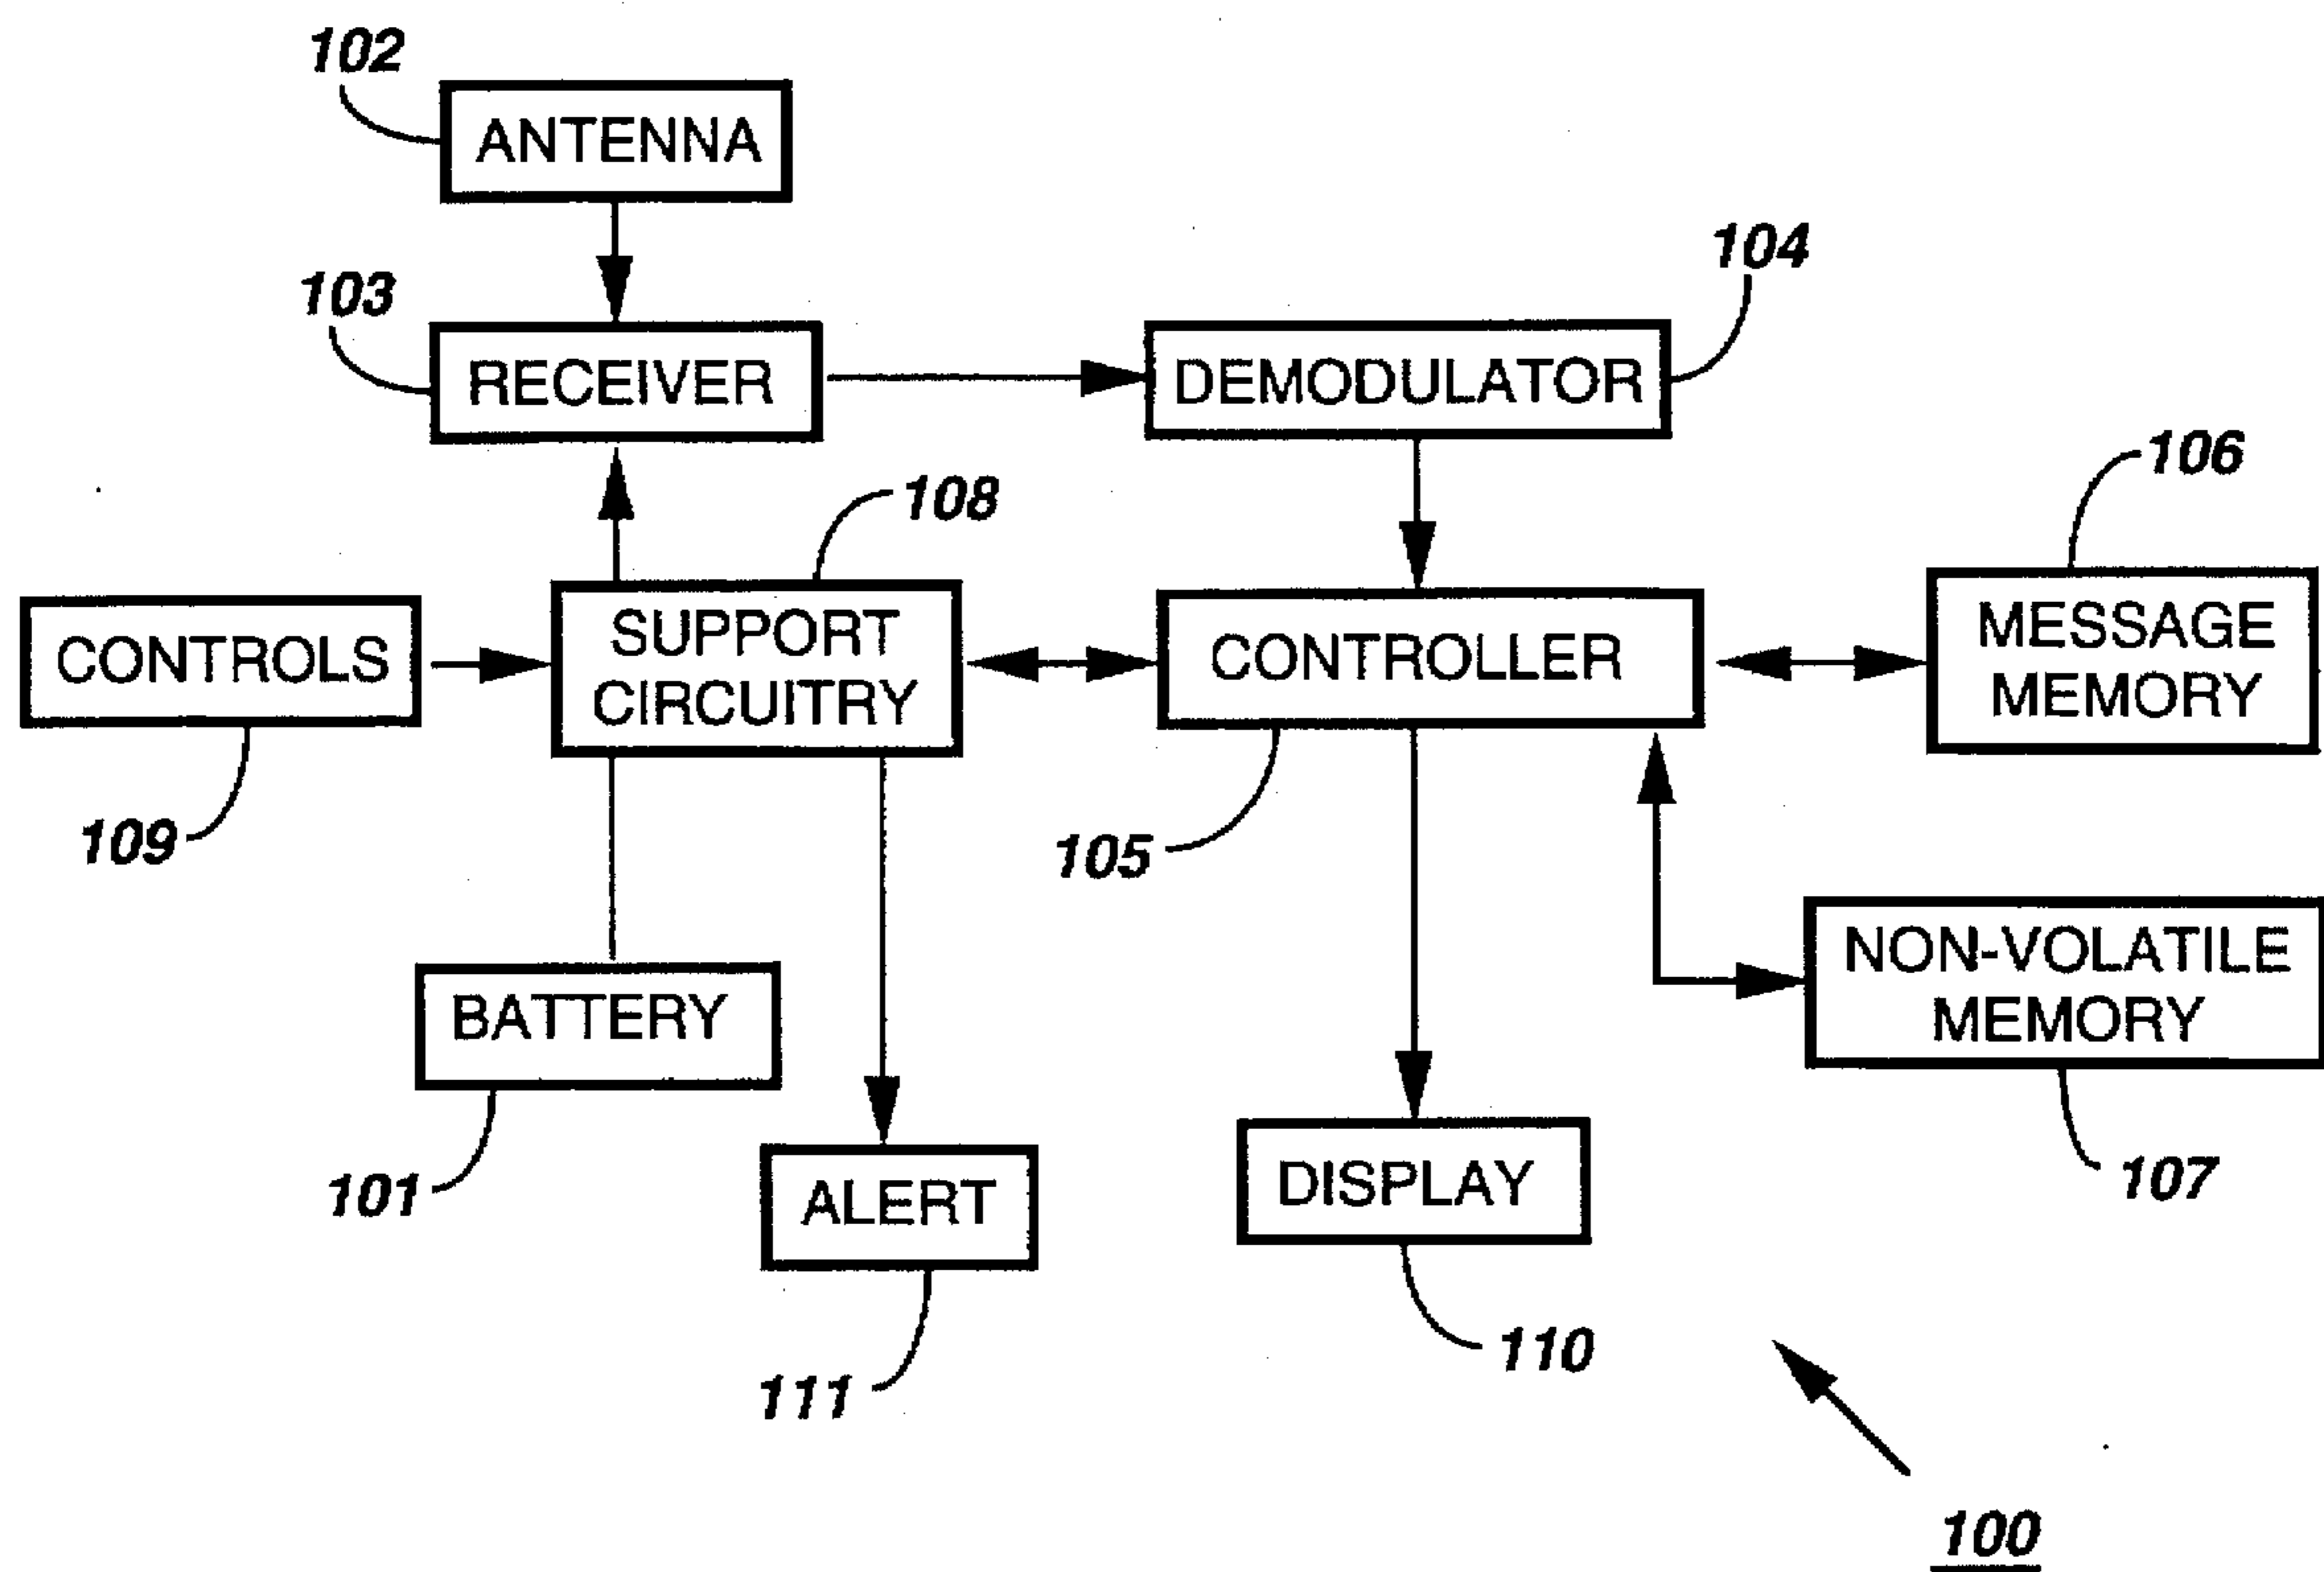 102
ANTENNA
103
RECEIVER
104
DEMODULATOR
108
106
CONTROLS
SUPPORT
CIRCUITRY
CONTROLLER
MESSAGE
MEMORY
109
105
BATTERY
NON-VOLATILE
MEMORY
101
ALERT
DISPLAY
107
111
110
100